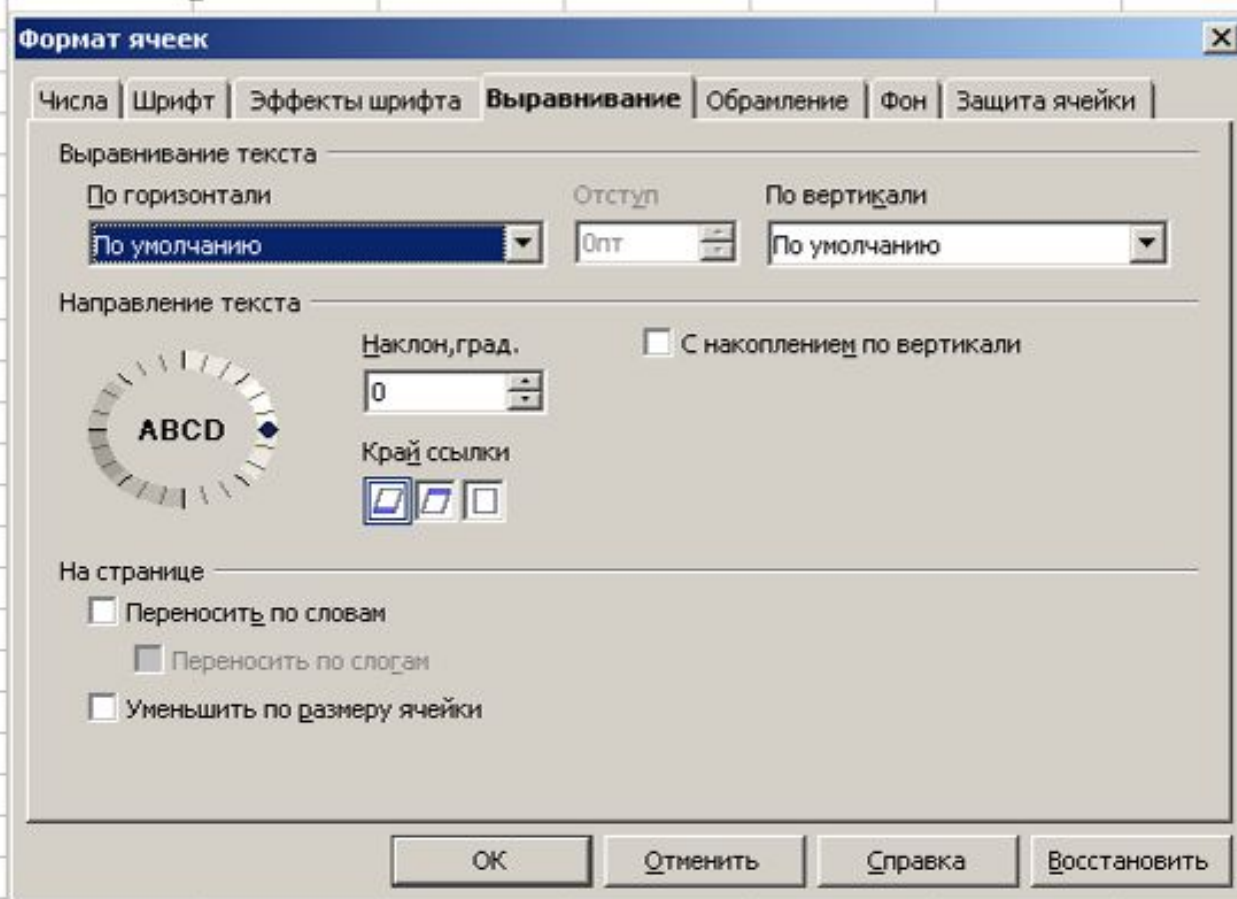 Формат ячеек
Числа Шрифт Эффекты шрифта Выравнивание Обрамление Фон Защита ячейки
Выравнивание текста
По горизонтали Отступ По вертикали
По умолчанию 0пт По умолчанию
Направление текста
Наклон,град. С накоплением по вертикали
0
ABCD
Край ссылки
На странице
Переносить по словам
Переносить по слогам
Уменьшить по размеру ячейки
ОК Отменить Справка Восстановить